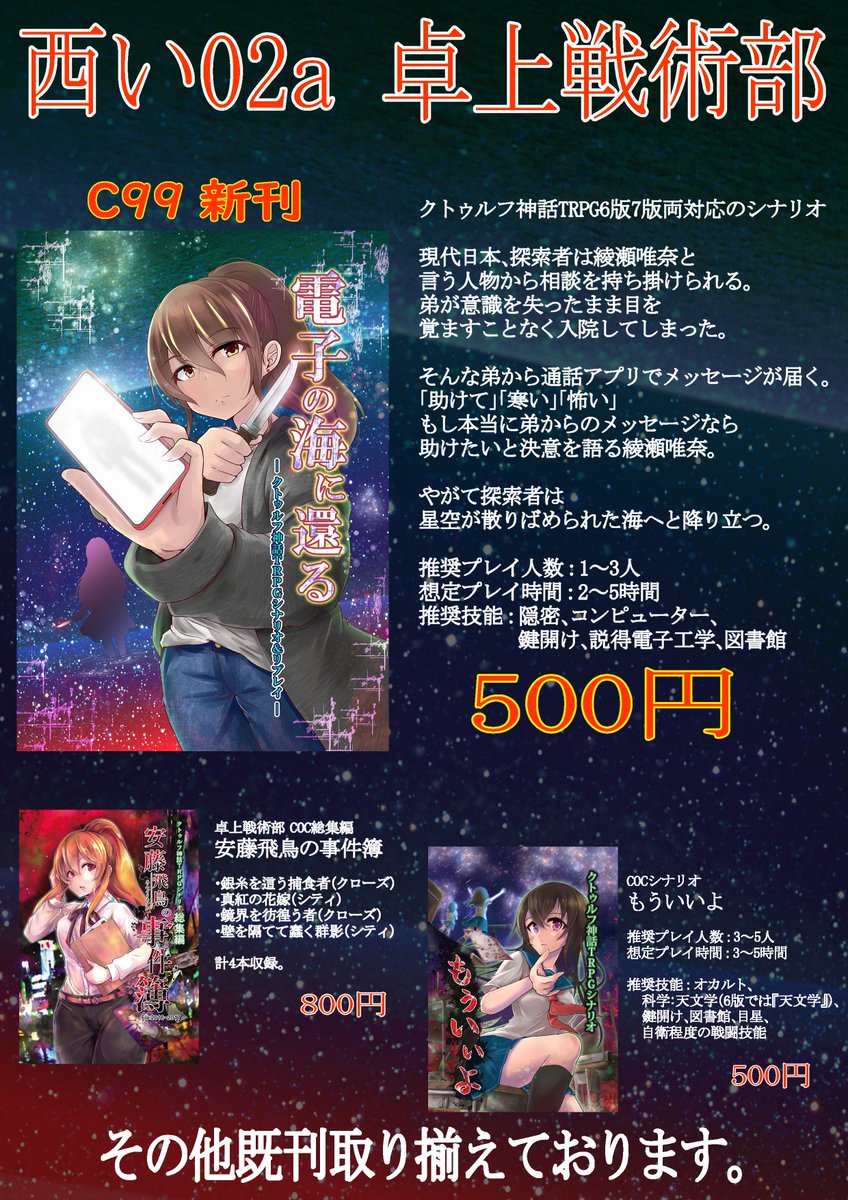 西い02a 卓上戦術部
C99 新刊
電子の海に還る
ークトゥルフ神話TRPGシナリオ&リプレイー
クトゥルフ神話TRPG6版7版両対応のシナリオ
現代日本、探索者は綾瀬唯奈と
言う人物から相談を持ち掛けられる。
弟が意識を失ったまま目を
覚ますことなく入院してしまった。
そんな弟から通話アプリでメッセージが届く。
「助けて」「寒い」「怖い」
もし本当に弟からのメッセージなら
助けたいと決意を語る綾瀬唯奈。
やがて探索者は
星空が散りばめられた海へと降り立つ。
推奨プレイ人数：1～3人
想定プレイ時間：2～5時間
推奨技能：隠密、コンピューター、
鍵開け、説得電子工学、図書館
500円
クトゥルフ神話TRPGシナリオ総集編
安藤飛鳥の
事件簿
卓上戦術部 COC総集編
安藤飛鳥の事件簿
・銀糸を這う捕食者(クローズ)
・真紅の花嫁(シティ)
・鏡界を彷徨う者(クローズ)
・壁を隔てて蠢く群影(シティ)
計4本収録。
800円
クトゥルフ神話TRPGシナリオ
もういいよ
COCシナリオ
もういいよ
推奨プレイ人数：3～5人
想定プレイ時間：3～5時間
推奨技能：オカルト、
科学：天文学(6版では『天文学』)、
鍵開け、図書館、目星、
自衛程度の戦闘技能
500円
その他既刊取り揃えております。